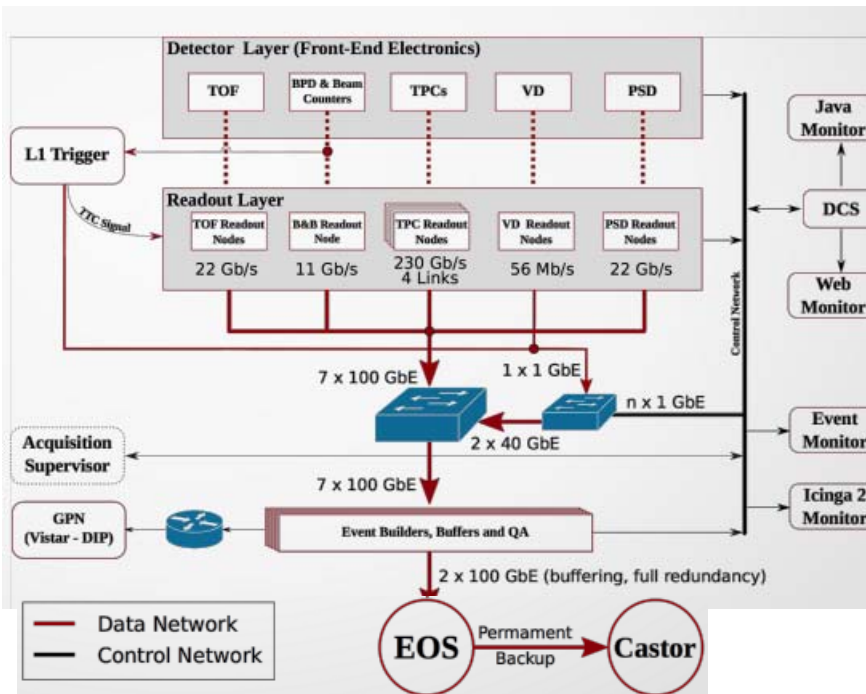 Detector Layer (Front-End Electronics)
TOF
BPD & Beam
Counters
TPCs
VD
PSD
Java
Monitor
L1 Trigger
TTC Signal
Readout Layer
TOF Readout
Nodes
B&B Readout
Node
TPC Readout
Nodes
VD Readout
Nodes
PSD Readout
Nodes
22 Gb/s
11 Gb/s
230 Gb/s
4 Links
56 Mb/s
22 Gb/s
DCS
Web
Monitor
Control Network
7 x 100 GbE
1 x 1 GbE
n x 1 GbE
2 x 40 GbE
Event
Monitor
Acquisition
Supervisor
7 x 100 GbE
Icinga 2
Monitor
GPN
(Vistar - DIP)
Event Builders, Buffers and QA
2 x 100 GbE (buffering, full redundancy)
Data Network
Control Network
EOS
Permament
Backup
Castor